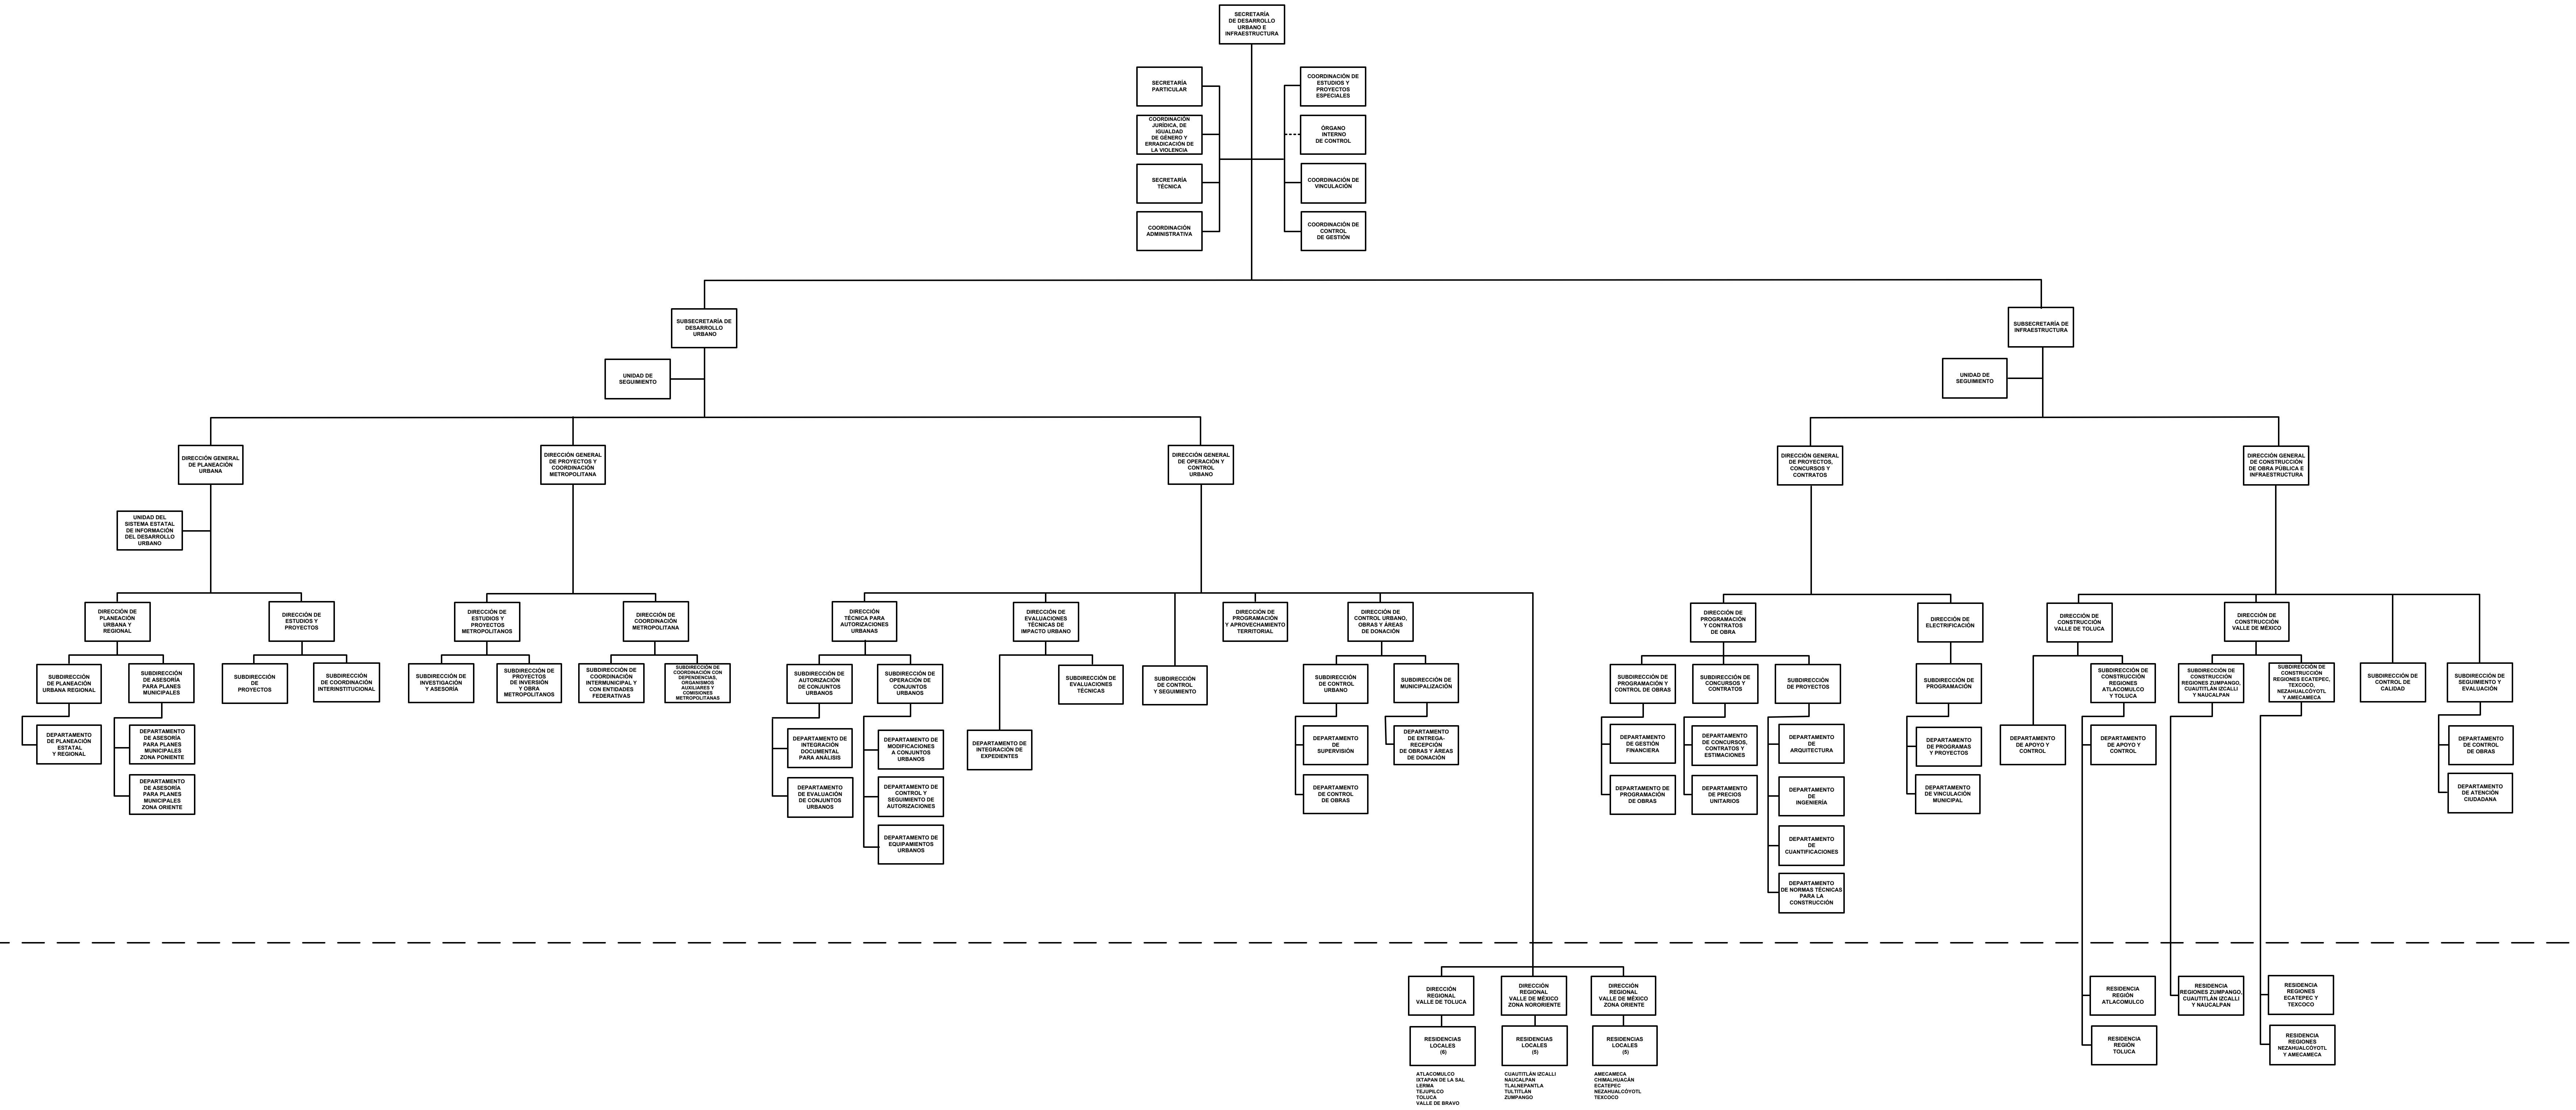 SECRETARÍA
DE DESARROLLO
URBANO E
INFRAESTRUCTURA
SECRETARÍA
PARTICULAR
COORDINACIÓN DE
ESTUDIOS Y
PROYECTOS
ESPECIALES
COORDINACIÓN
JURÍDICA, DE
IGUALDAD
DE GÉNERO Y
ERRADICACIÓN DE
LA VIOLENCIA
ÓRGANO
INTERNO
DE CONTROL
SECRETARÍA
TÉCNICA
COORDINACIÓN DE
VINCULACIÓN
COORDINACIÓN
ADMINISTRATIVA
COORDINACIÓN DE
CONTROL
DE GESTIÓN
SUBSECRETARÍA DE
DESARROLLO
URBANO
SUBSECRETARÍA DE
INFRAESTRUCTURA
UNIDAD DE
SEGUIMIENTO
UNIDAD DE
SEGUIMIENTO
DIRECCIÓN GENERAL
DE PLANEACIÓN
URBANA
DIRECCIÓN GENERAL
DE PROYECTOS Y
COORDINACIÓN
METROPOLITANA
DIRECCIÓN GENERAL
DE OPERACIÓN Y
CONTROL
URBANO
DIRECCIÓN GENERAL
DE PROYECTOS,
CONCURSOS Y
CONTRATOS
DIRECCIÓN GENERAL
DE CONSTRUCCIÓN
DE OBRA PÚBLICA E
INFRAESTRUCTURA
UNIDAD DEL
SISTEMA ESTATAL
DE INFORMACIÓN
DEL DESARROLLO
URBANO
DIRECCIÓN DE
PLANEACIÓN
URBANA Y
REGIONAL
DIRECCIÓN DE
ESTUDIOS Y
PROYECTOS
DIRECCIÓN DE
ESTUDIOS Y
PROYECTOS
METROPOLITANOS
DIRECCIÓN DE
COORDINACIÓN
METROPOLITANA
DIRECCIÓN
TÉCNICA PARA
AUTORIZACIONES
URBANAS
DIRECCIÓN DE
EVALUACIONES
TÉCNICAS DE
IMPACTO URBANO
DIRECCIÓN DE
PROGRAMACIÓN
Y APROVECHAMIENTO
TERRITORIAL
DIRECCIÓN DE
CONTROL URBANO,
OBRAS Y ÁREAS
DE DONACIÓN
DIRECCIÓN DE
PROGRAMACIÓN
Y CONTRATOS
DE OBRA
DIRECCIÓN DE
ELECTRIFICACIÓN
DIRECCIÓN DE
CONSTRUCCIÓN
VALLE DE TOLUCA
DIRECCIÓN DE
CONSTRUCCIÓN
VALLE DE MÉXICO
SUBDIRECCIÓN
DE PLANEACIÓN
URBANA REGIONAL
SUBDIRECCIÓN
DE ASESORÍA
PARA PLANES
MUNICIPALES
SUBDIRECCIÓN
DE
PROYECTOS
SUBDIRECCIÓN
DE COORDINACIÓN
INTERINSTITUCIONAL
SUBDIRECCIÓN DE
INVESTIGACIÓN
Y ASESORÍA
SUBDIRECCIÓN DE
PROYECTOS
DE INVERSIÓN
Y OBRA
METROPOLITANOS
SUBDIRECCIÓN DE
COORDINACIÓN
INTERMUNICIPAL Y
CON ENTIDADES
FEDERATIVAS
SUBDIRECCIÓN DE
COORDINACIÓN CON
DEPENDENCIAS,
ORGANISMOS
AUXILIARES Y
COMISIONES
METROPOLITANAS
SUBDIRECCIÓN DE
AUTORIZACIÓN
DE CONJUNTOS
URBANOS
SUBDIRECCIÓN DE
OPERACIÓN DE
CONJUNTOS
URBANOS
SUBDIRECCIÓN DE
EVALUACIONES
TÉCNICAS
SUBDIRECCIÓN
DE CONTROL
Y SEGUIMIENTO
SUBDIRECCIÓN
DE CONTROL
URBANO
SUBDIRECCIÓN DE
MUNICIPALIZACIÓN
SUBDIRECCIÓN DE
PROGRAMACIÓN Y
CONTROL DE OBRAS
SUBDIRECCIÓN DE
CONCURSOS Y
CONTRATOS
SUBDIRECCIÓN
DE PROYECTOS
SUBDIRECCIÓN DE
PROGRAMACIÓN
SUBDIRECCIÓN DE
CONSTRUCCIÓN
REGIONES
ATLACOMULCO
Y TOLUCA
SUBDIRECCIÓN DE
CONSTRUCCIÓN
REGIONES ZUMPANGO,
CUAUTITLÁN IZCALLI
Y NAUCALPAN
SUBDIRECCIÓN DE
CONSTRUCCIÓN
REGIONES ECATEPEC,
TEXCOCO,
NEZAHUALCÓYOTL
Y AMECAMECA
SUBDIRECCIÓN DE
CONTROL DE
CALIDAD
SUBDIRECCIÓN DE
SEGUIMIENTO Y
EVALUACIÓN
DEPARTAMENTO
DE PLANEACIÓN
ESTATAL
Y REGIONAL
DEPARTAMENTO
DE ASESORÍA
PARA PLANES
MUNICIPALES
ZONA PONIENTE
DEPARTAMENTO DE
INTEGRACIÓN
DOCUMENTAL
PARA ANÁLISIS
DEPARTAMENTO DE
MODIFICACIONES
A CONJUNTOS
URBANOS
DEPARTAMENTO DE
INTEGRACIÓN DE
EXPEDIENTES
DEPARTAMENTO
DE
SUPERVISIÓN
DEPARTAMENTO
DE ENTREGA-
RECEPCIÓN
DE OBRAS Y ÁREAS
DE DONACIÓN
DEPARTAMENTO
DE GESTIÓN
FINANCIERA
DEPARTAMENTO
DE CONCURSOS,
CONTRATOS Y
ESTIMACIONES
DEPARTAMENTO
DE
ARQUITECTURA
DEPARTAMENTO
DE PROGRAMAS
Y PROYECTOS
DEPARTAMENTO
DE APOYO Y
CONTROL
DEPARTAMENTO
DE APOYO Y
CONTROL
DEPARTAMENTO
DE CONTROL
DE OBRAS
DEPARTAMENTO
DE ASESORÍA
PARA PLANES
MUNICIPALES
ZONA ORIENTE
DEPARTAMENTO
DE EVALUACIÓN
DE CONJUNTOS
URBANOS
DEPARTAMENTO DE
CONTROL Y
SEGUIMIENTO DE
AUTORIZACIONES
DEPARTAMENTO
DE CONTROL
DE OBRAS
DEPARTAMENTO DE
PROGRAMACIÓN
DE OBRAS
DEPARTAMENTO
DE PRECIOS
UNITARIOS
DEPARTAMENTO
DE
INGENIERÍA
DEPARTAMENTO
DE VINCULACIÓN
MUNICIPAL
DEPARTAMENTO
DE ATENCIÓN
CIUDADANA
DEPARTAMENTO DE
EQUIPAMIENTOS
URBANOS
DEPARTAMENTO
DE
CUANTIFICACIONES
DEPARTAMENTO
DE NORMAS TÉCNICAS
PARA LA
CONSTRUCCIÓN
DIRECCIÓN
REGIONAL
VALLE DE TOLUCA
DIRECCIÓN
REGIONAL
VALLE DE MÉXICO
ZONA NORORIENTE
DIRECCIÓN
REGIONAL
VALLE DE MÉXICO
ZONA ORIENTE
RESIDENCIA
REGIÓN
ATLACOMULCO
RESIDENCIA
REGIONES ZUMPANGO,
CUAUTITLÁN IZCALLI
Y NAUCALPAN
RESIDENCIA
REGIONES
ECATEPEC Y
TEXCOCO
RESIDENCIAS
LOCALES
(6)
RESIDENCIAS
LOCALES
(5)
RESIDENCIAS
LOCALES
(5)
RESIDENCIA
REGIÓN
TOLUCA
RESIDENCIA
REGIONES
NEZAHUALCÓYOTL
Y AMECAMECA
ATLACOMULCO
IXTAPAN DE LA SAL
LERMA
TEJUPILCO
TOLUCA
VALLE DE BRAVO
CUAUTITLÁN IZCALLI
NAUCALPAN
TLALNEPANTLA
TULTITLÁN
ZUMPANGO
AMECAMECA
CHIMALHUACÁN
ECATEPEC
NEZAHUALCÓYOTL
TEXCOCO